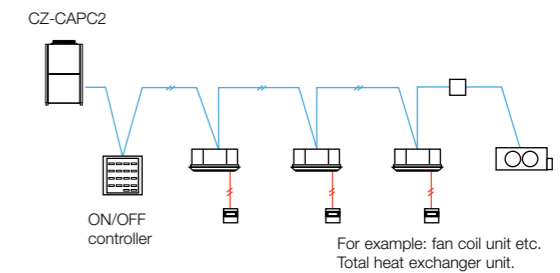 CZ-CAPC2
ON/OFF
controller
For example: fan coil unit etc.
Total heat exchanger unit.